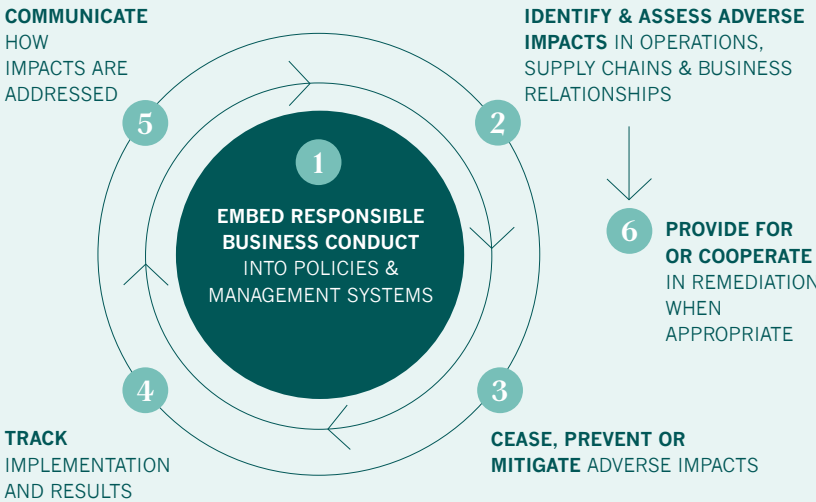 COMMUNICATE
HOW
IMPACTS ARE
ADDRESSED
5
IDENTIFY & ASSESS ADVERSE
IMPACTS IN OPERATIONS,
SUPPLY CHAINS & BUSINESS
RELATIONSHIPS
2
1
EMBED RESPONSIBLE
BUSINESS CONDUCT
INTO POLICIES &
MANAGEMENT SYSTEMS
6
PROVIDE FOR
OR COOPERATE
IN REMEDIATION
WHEN
APPROPRIATE
4
TRACK
IMPLEMENTATION
AND RESULTS
3
CEASE, PREVENT OR
MITIGATE ADVERSE IMPACTS